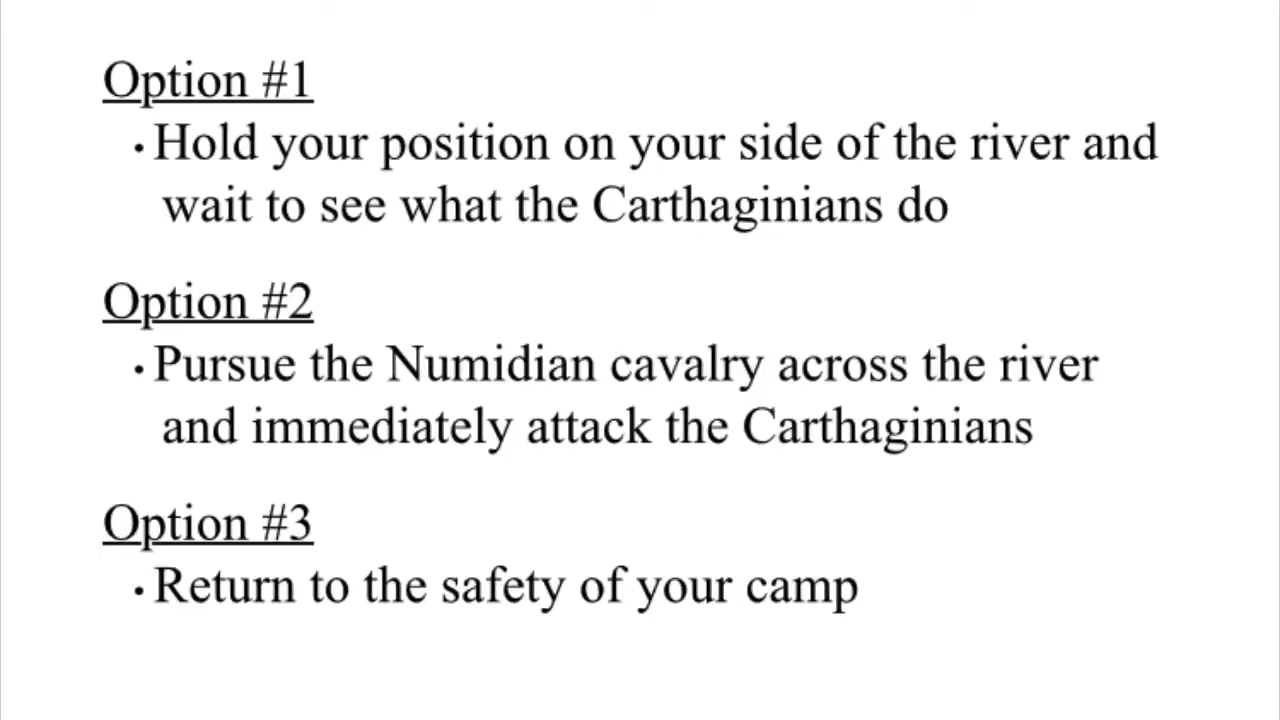 Option #1
• Hold your position on your side of the river and
wait to see what the Carthaginians do
Option #2
• Pursue the Numidian cavalry across the river
and immediately attack the Carthaginians
Option #3
• Return to the safety of your camp